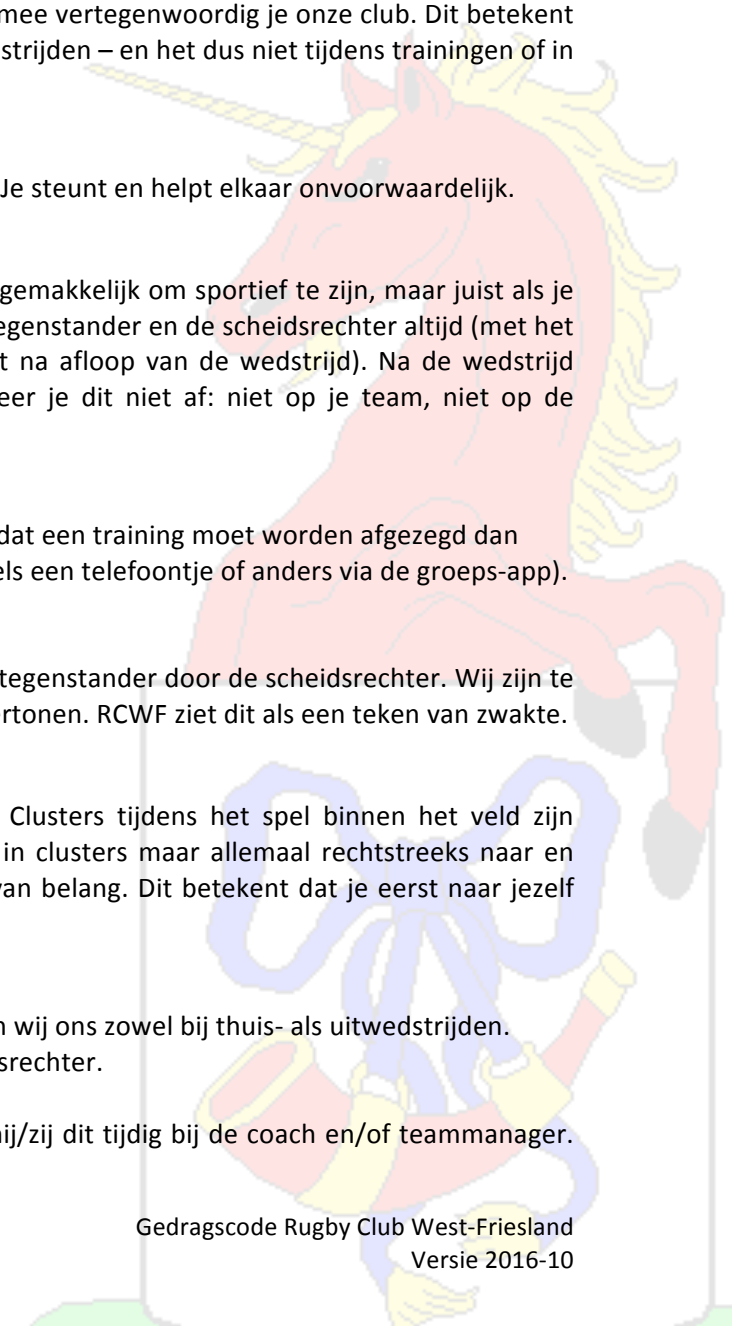 mee vertegenwoordig je onze club. Dit betekent
strijden – en het dus niet tijdens trainingen of in
Je steunt en helpt elkaar onvoorwaardelijk.
gemakkelijk om sportief te zijn, maar juist als je
egenstander en de scheidsrechter altijd (met het
t na afloop van de wedstrijd). Na de wedstrijd
eer je dit niet af: niet op je team, niet op de
dat een training moet worden afgezegd dan
els een telefoontje of anders via de groeps-app).
tegenstander door de scheidsrechter. Wij zijn te
ertonen. RCWF ziet dit als een teken van zwakte.
Clusters tijdens het spel binnen het veld zijn
in clusters maar allemaal rechtstreeks naar en
van belang. Dit betekent dat je eerst naar jezelf
n wij ons zowel bij thuis- als uitwedstrijden.
srechter.
hij/zij dit tijdig bij de coach en/of teammanager.
Gedragscode Rugby Club West-Friesland
Versie 2016-10